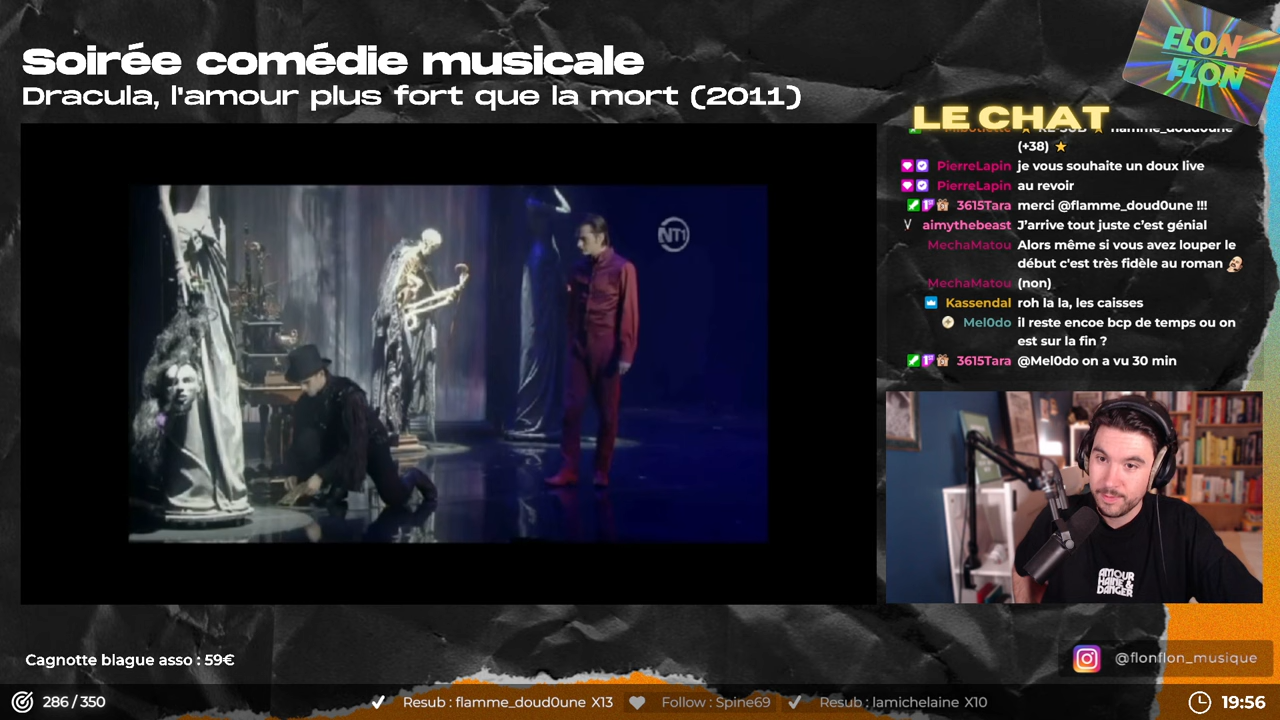 Soirée comédie musicale
Dracula, l'amour plus fort que la mort (2011)
FLON
FLON
LE CHAT
flamme_doud0une
(+38)
PierreLapin je vous souhaite un doux live
PierreLapin au revoir
3615Tara merci @flamme_doud0une !!!
aimythebeast J'arrive tout juste c'est génial
MechaMatou Alors même si vous avez louper le
début c'est très fidèle au roman
MechaMatou (non)
Kassendal roh la la, les caisses
Mel0do il reste encoe bcp de temps ou on
est sur la fin ?
3615Tara @Mel0do on a vu 30 min
NT1
AMOUR
HAINE &
DANGER
Cagnotte blague asso : 59€
@flonflon_musique
286 / 350
Resub : flamme_doud0une X13
Follow : Spine69
Resub : lamichelaine X10
19:56